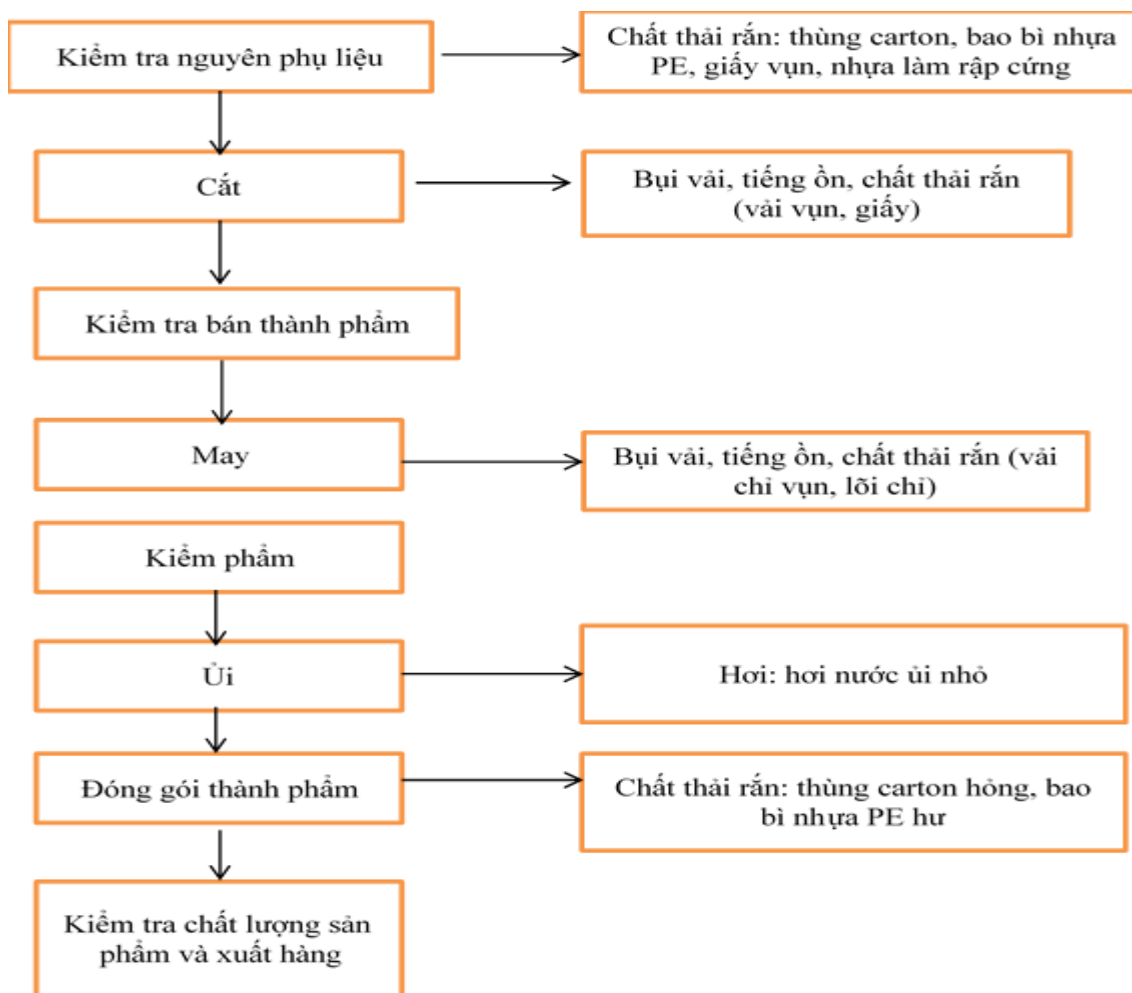 Kiểm tra nguyên phụ liệu
Chất thải rắn: thùng carton, bao bì nhựa
PE, giấy vụn, nhựa làm rập cứng
Cắt
Bụi vải, tiếng ồn, chất thải rắn
(vải vụn, giấy)
Kiểm tra bán thành phẩm
May
Bụi vải, tiếng ồn, chất thải rắn (vải
chỉ vụn, lõi chỉ)
Kiểm phẩm
Ủi
Hơi: hơi nước ủi nhỏ
Đóng gói thành phẩm
Chất thải rắn: thùng carton hỏng, bao
bì nhựa PE hư
Kiểm tra chất lượng sản
phẩm và xuất hàng